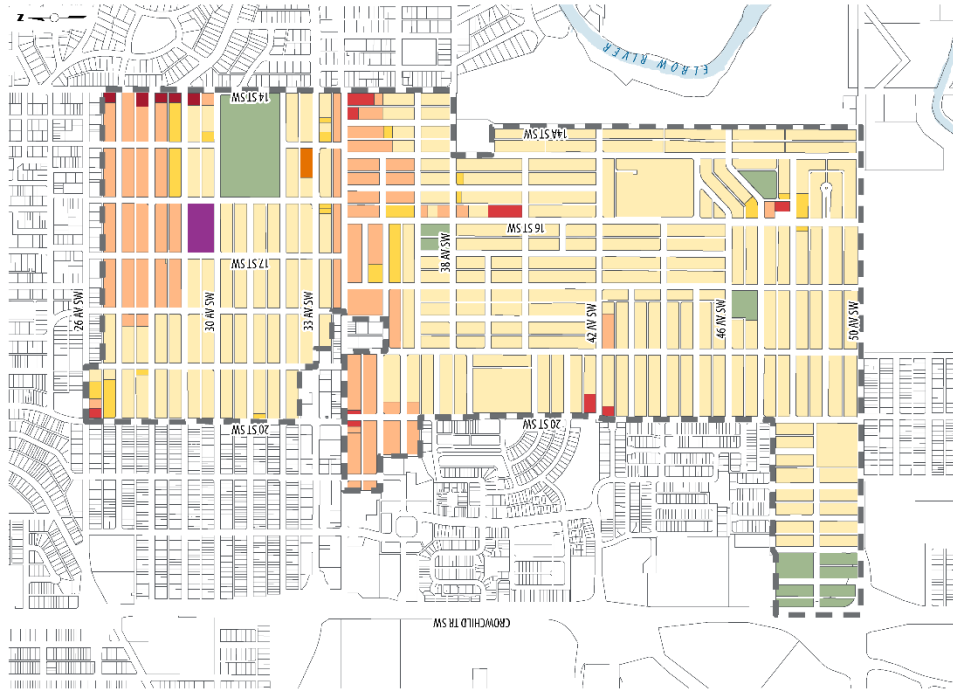 N
ELBOW RIVER
14 ST SW
14A ST SW
16 ST SW
38 AV SW
17 ST SW
26 AV SW
30 AV SW
33 AV SW
42 AV SW
46 AV SW
50 AV SW
20 ST SW
20 ST SW
CROWCHILD TR SW